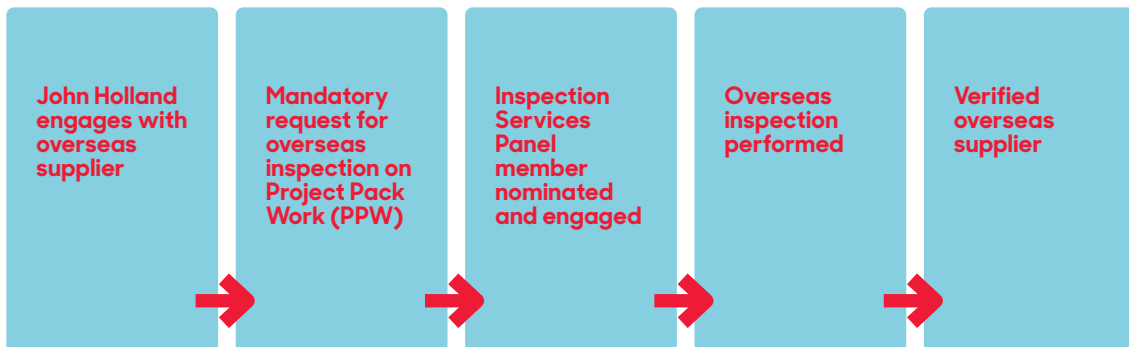 John Holland
engages with
overseas
supplier
Mandatory
request for
overseas
inspection on
Project Pack
Work (PPW)
Inspection
Services
Panel
member
nominated
and engaged
Overseas
inspection
performed
Verified
overseas
supplier